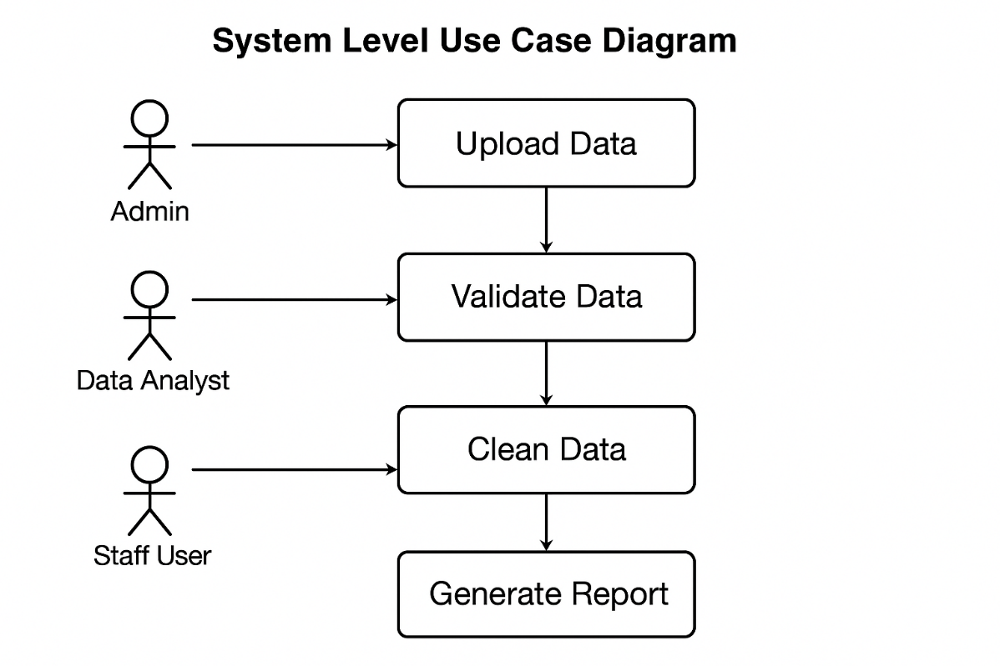 System Level Use Case Diagram
Upload Data
Admin
Validate Data
Data Analyst
Clean Data
Staff User
Generate Report